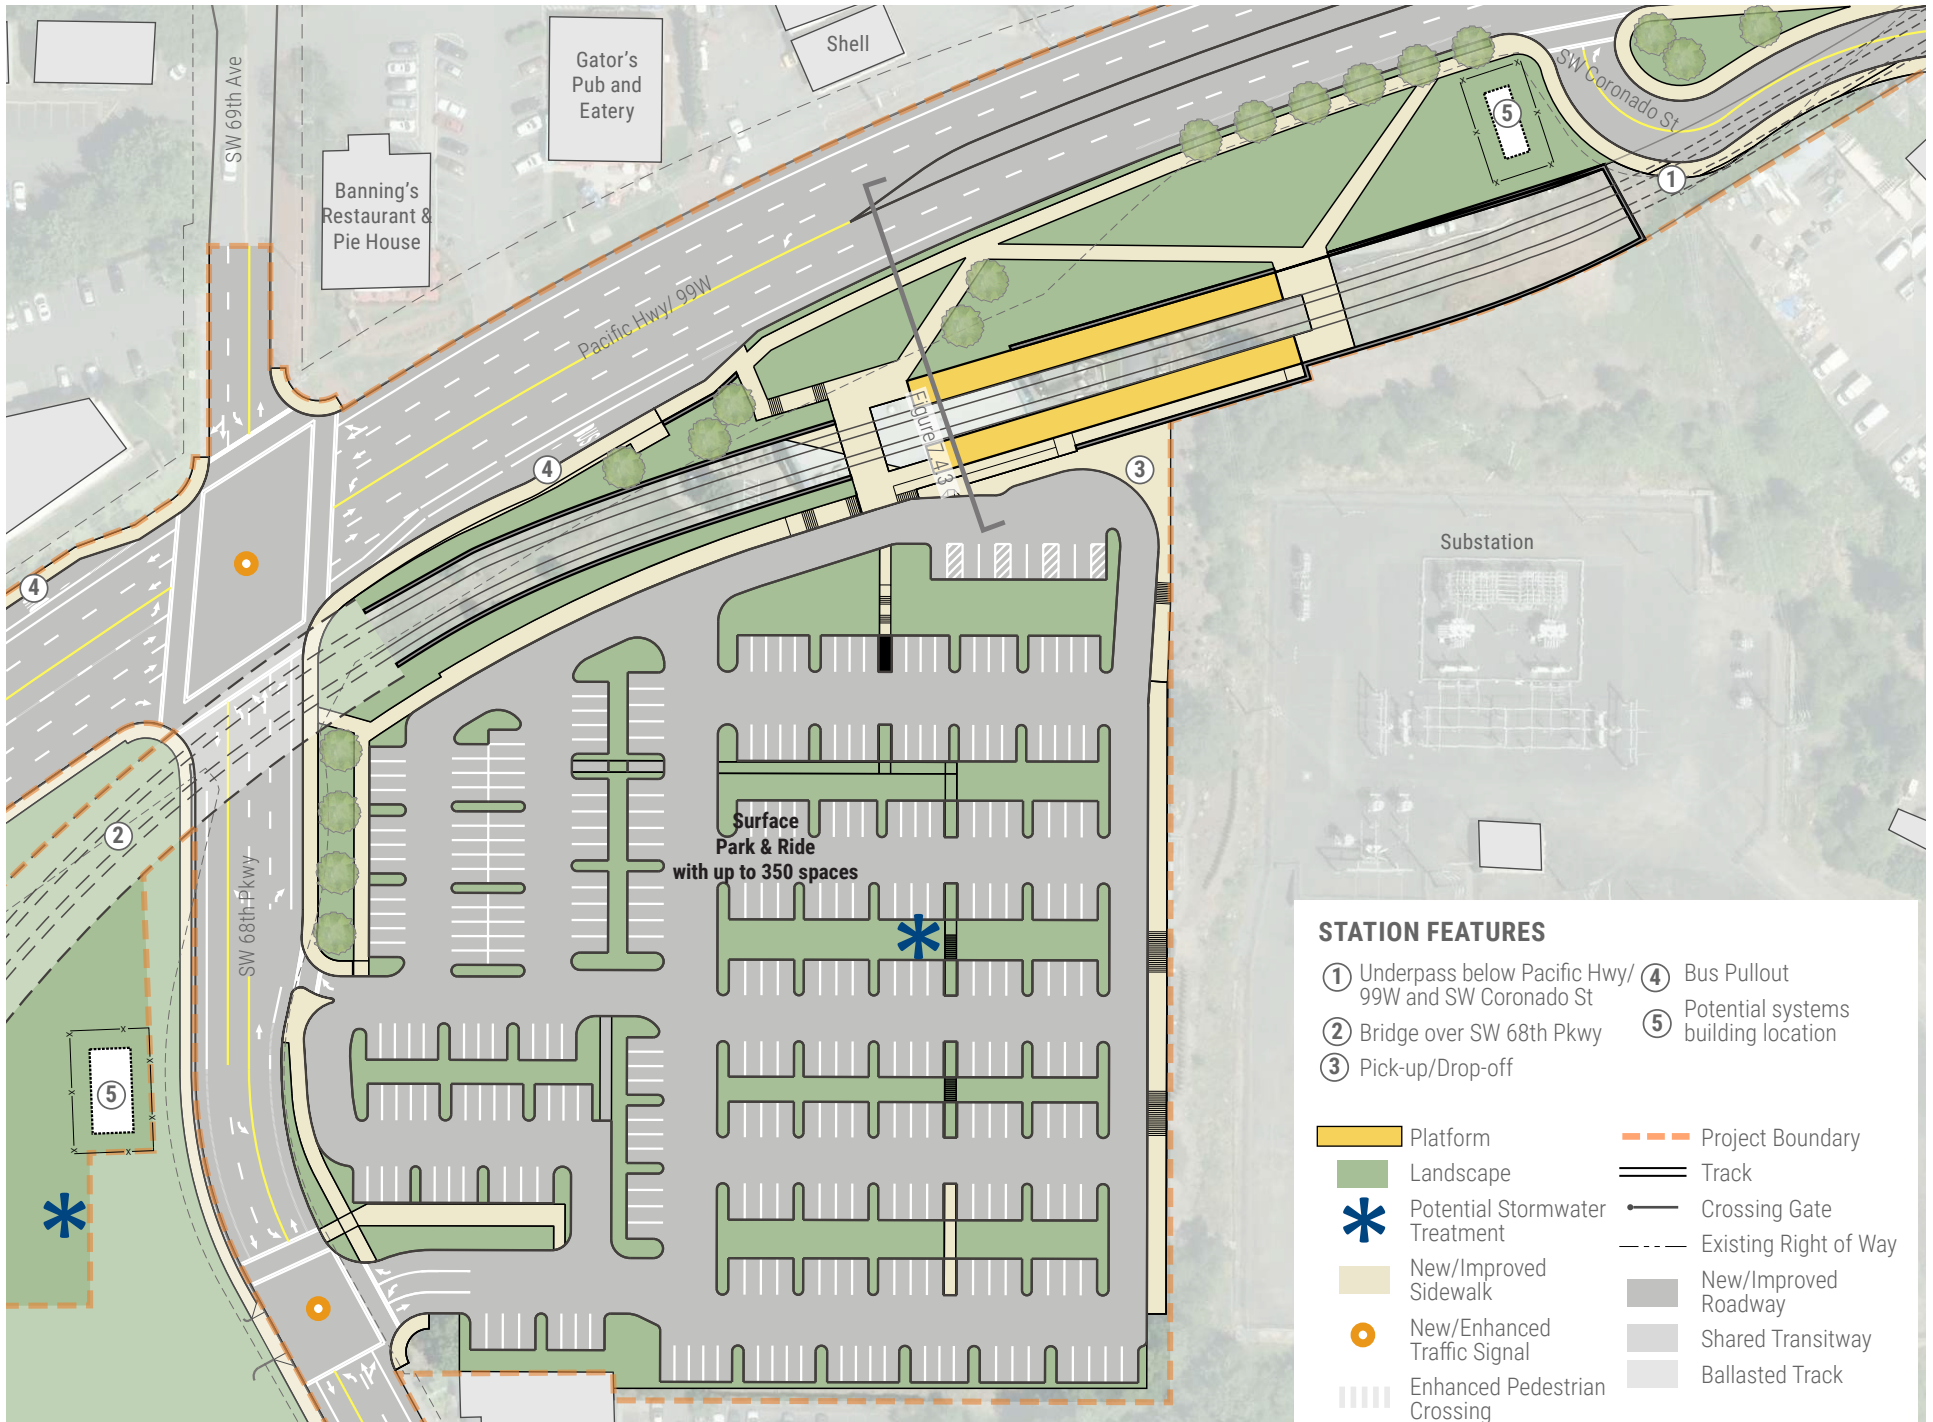 Shell
Gator's
Pub and
Eatery
SW 69th Ave
SW Coronado St
5
1
Banning's
Restaurant &
Pie House
Pacific Hwy/ 99W
BUS
Figure 7.4.3
4
3
4
Substation
2
Surface
Park & Ride
with up to 350 spaces
SW 68th Pkwy
5
STATION FEATURES
1 Underpass below Pacific Hwy/
99W and SW Coronado St
2 Bridge over SW 68th Pkwy
3 Pick-up/Drop-off
4 Bus Pullout
5 Potential systems
building location
Platform
Landscape
Potential Stormwater
Treatment
New/Improved
Sidewalk
New/Enhanced
Traffic Signal
Enhanced Pedestrian
Crossing
Project Boundary
Track
Crossing Gate
Existing Right of Way
New/Improved
Roadway
Shared Transitway
Ballasted Track